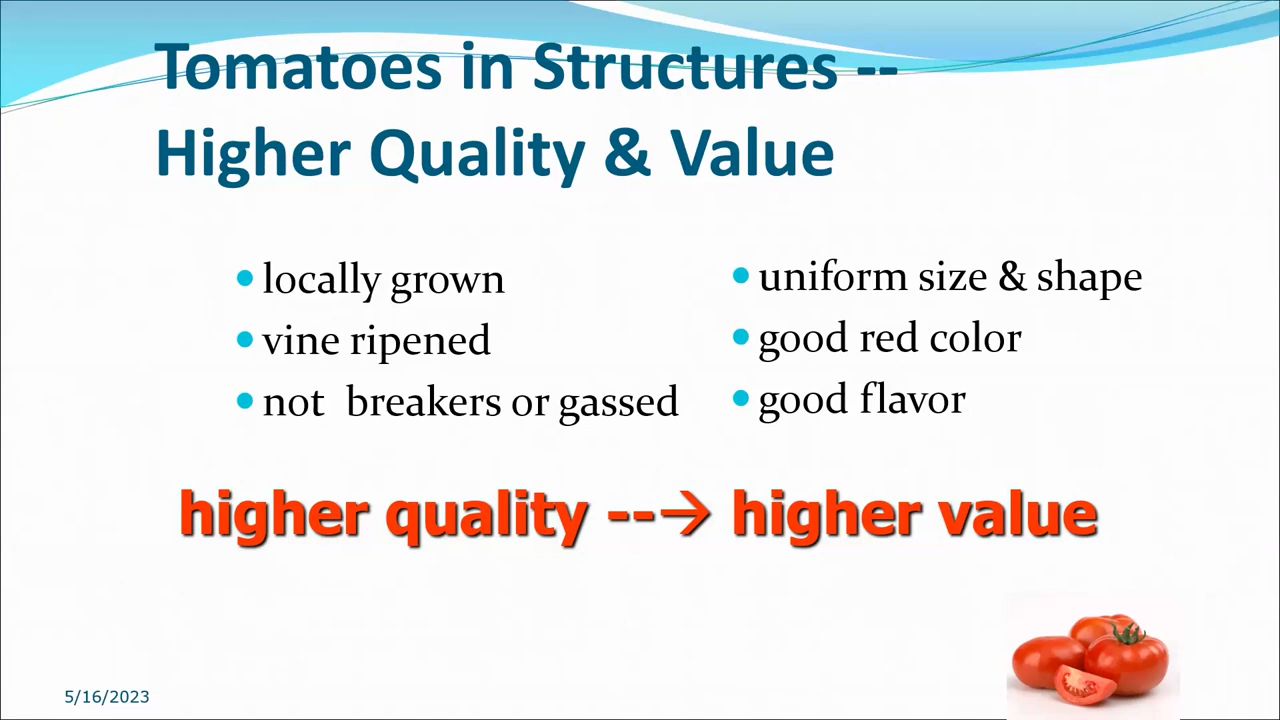 Tomatoes in Structures --
Higher Quality & Value
• locally grown
• vine ripened
• not  breakers or gassed
• uniform size & shape
• good red color
• good flavor
higher quality --→ higher value
5/16/2023